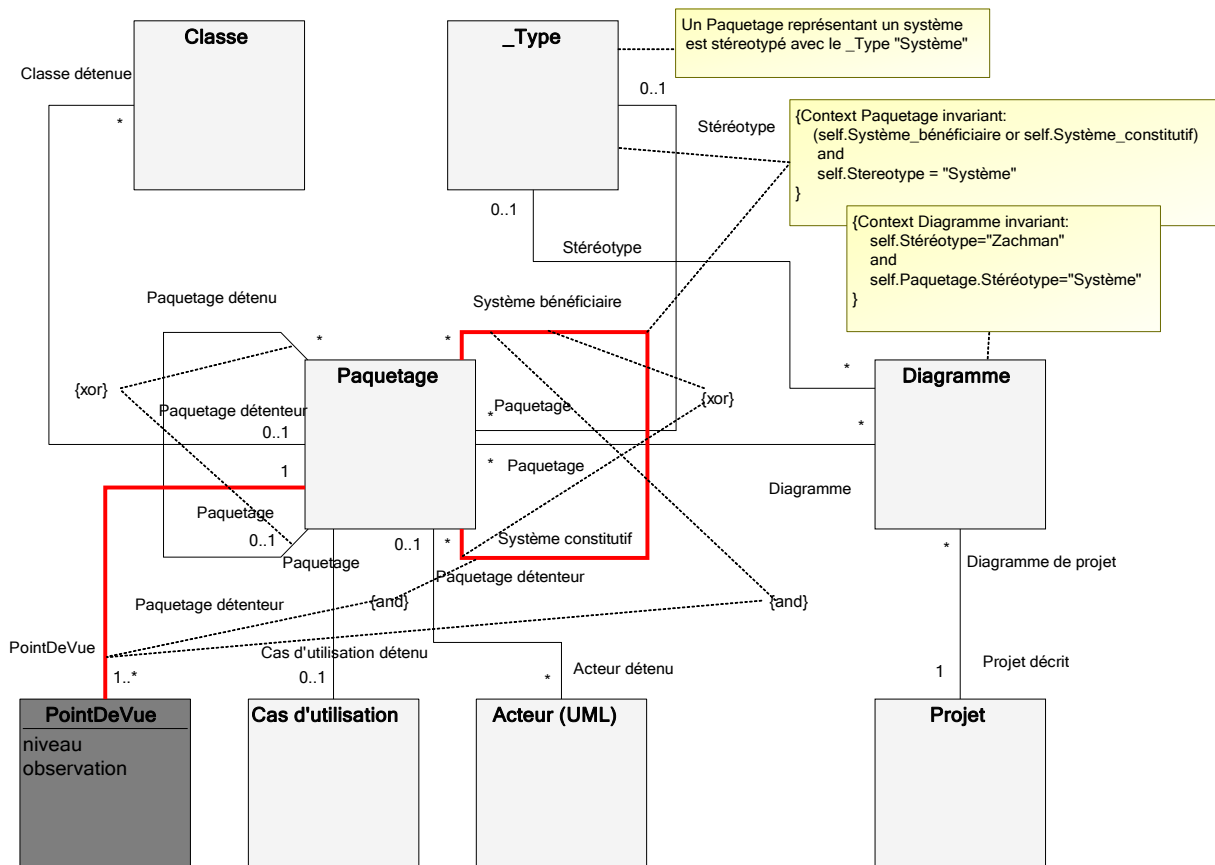 Classe
_Type
Un Paquetage représentant un système
est stéréotypé avec le _Type "Système"
Classe détenue
*
0..1
Stéréotype
{Context Paquetage invariant:
(self.Système_bénéficiaire or self.Système_constitutif)
and
self.Stereotype = "Système"
}
0..1
Stéréotype
{Context Diagramme invariant:
self.Stéréotype="Zachman"
and
self.Paquetage.Stéréotype="Système"
}
Paquetage détenu
Système bénéficiaire
*
*
Paquetage
Diagramme
*
{xor}
{xor}
Paquetage détenteur
Paquetage
*
0..1
*
1
*
Paquetage
Diagramme
Paquetage
0..1
0..1
*
Système constitutif
*
Paquetage
Paquetage détenteur
Diagramme de projet
Paquetage détenteur
{and}
{and}
PointDeVue
Cas d'utilisation détenu
Acteur détenu
Projet décrit
1..*
0..1
*
1
PointDeVue
niveau
observation
Cas d'utilisation
Acteur (UML)
Projet